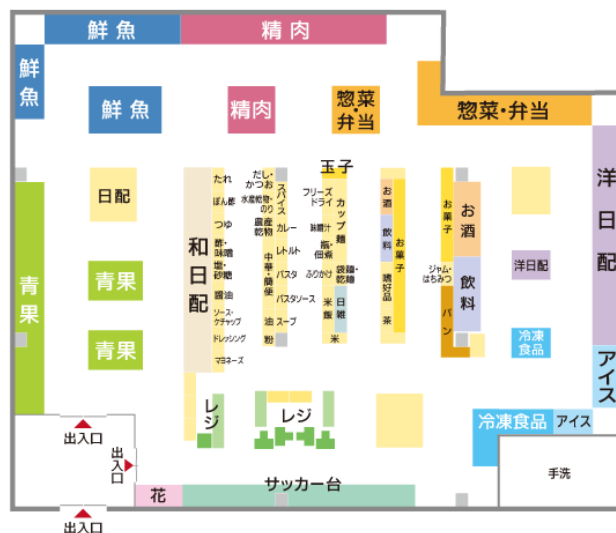 鮮魚
精肉
鮮魚
鮮魚
精肉
惣菜・
弁当
惣菜・弁当
洋日配
玉子
日配
青果
青果
青果
和日配
たれ
ぽん酢
つゆ
酢・
味噌
塩・
砂糖
醤油
ソース・
ケチャップ
ドレッシング
マヨネーズ
だし・
かつお
水産乾物・
のり
農産
乾物
中華・簡便
油
粉
スパイス
カレー
レトルト
パスタ
パスタソース
スープ
フリーズ
ドライ
味噌汁
瓶・
佃煮
ふりかけ
米飯
カップ麺
袋麺・
乾麺
日雑
米
お酒
飲料
嗜好品
茶
お菓子
お菓子
ジャム・
はちみつ
パン
お酒
飲料
洋日配
冷凍
食品
アイス
冷凍食品
アイス
手洗
レジ
レジ
サッカー台
花
出入口
出入口
出入口